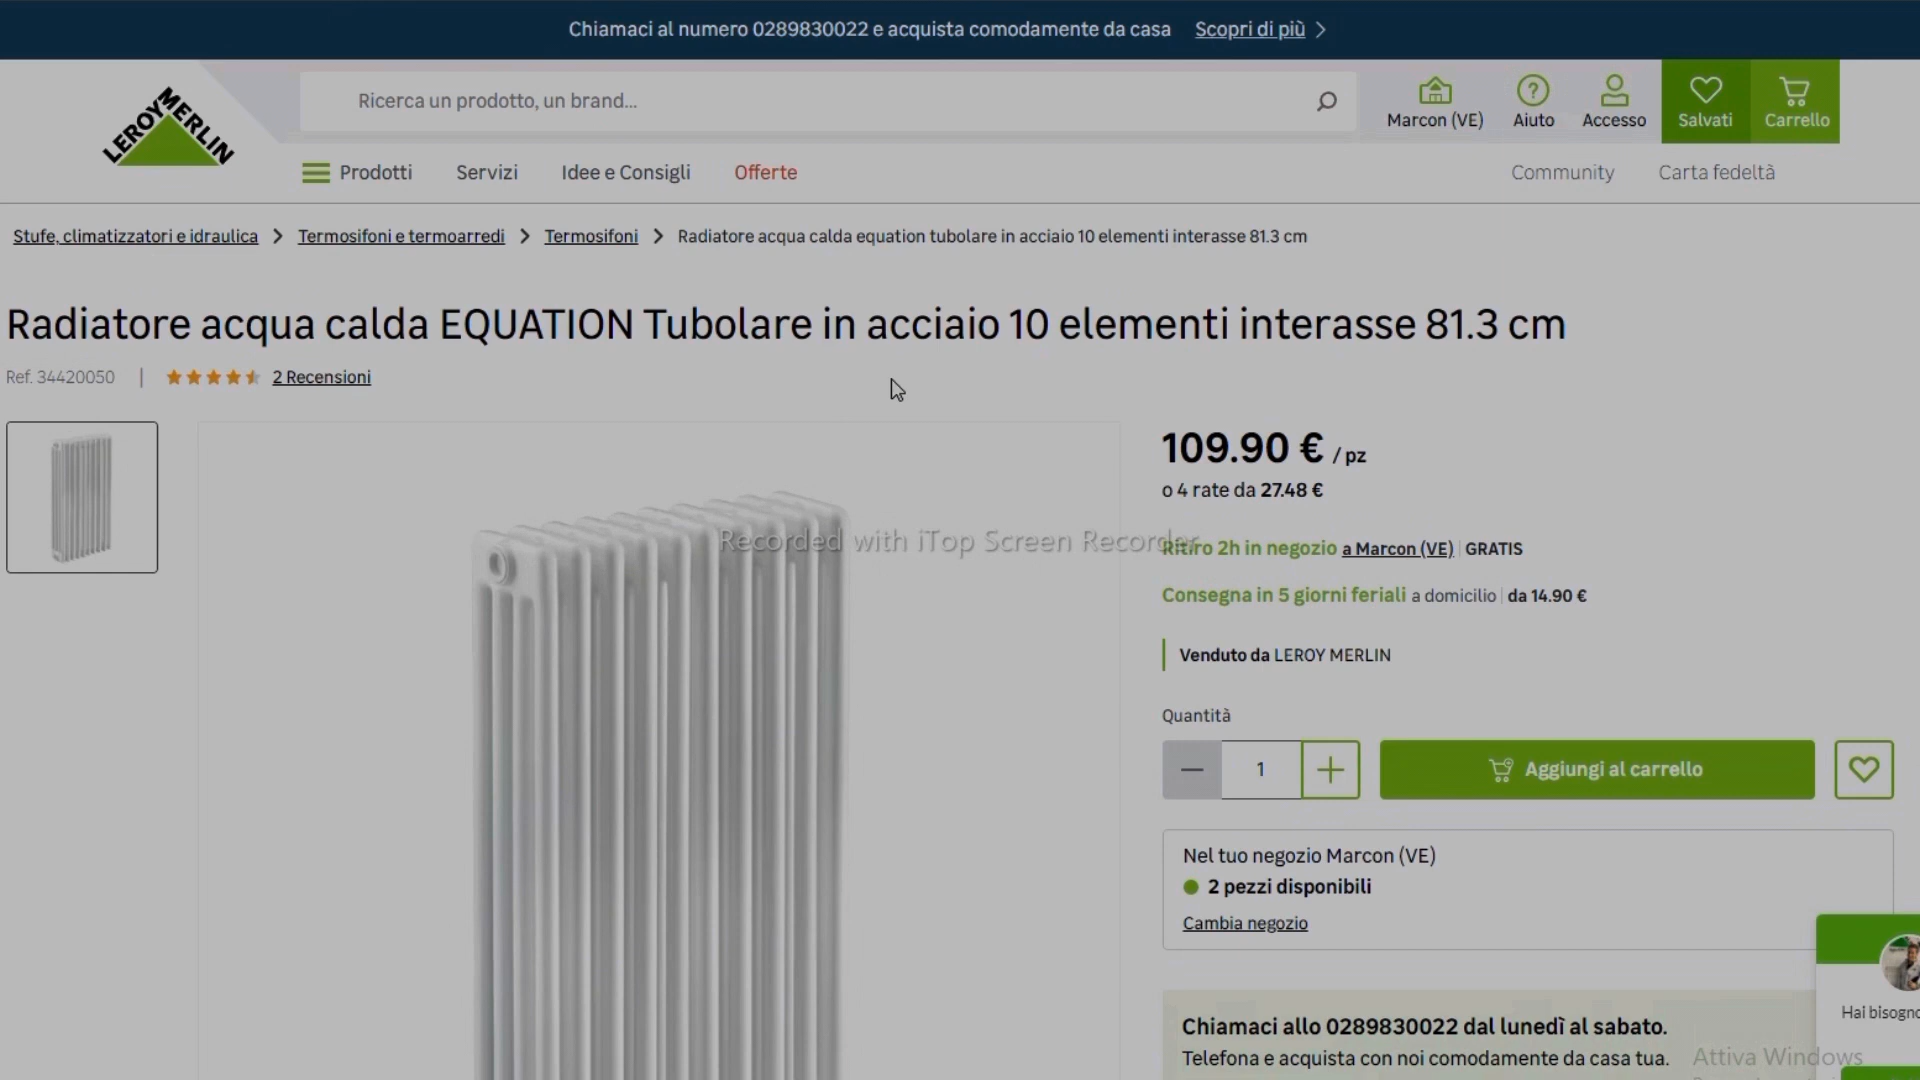 Chiamaci al numero 0289830022 e acquista comodamente da casa Scopri di più
LEROY MERLIN
Ricerca un prodotto, un brand...
Marcon (VE) Aiuto Accesso Salvati Carrello
Prodotti Servizi Idee e Consigli Offerte Community Carta fedeltà
Stufe, climatizzatori e idraulica > Termosifoni e termoarredi > Termosifoni > Radiatore acqua calda equation tubolare in acciaio 10 elementi interasse 81.3 cm
Radiatore acqua calda EQUATION Tubolare in acciaio 10 elementi interasse 81.3 cm
Ref. 34420050 | 2 Recensioni
109.90 € / pz
o 4 rate da 27.48 €
Recorded with iTop Screen Recorder
Ritiro 2h in negozio a Marcon (VE) | GRATIS
Consegna in 5 giorni feriali a domicilio | da 14.90 €
Venduto da LEROY MERLIN
Quantità
1
Aggiungi al carrello
Nel tuo negozio Marcon (VE)
2 pezzi disponibili
Cambia negozio
Hai bisogno
Chiamaci allo 0289830022 dal lunedì al sabato.
Telefona e acquista con noi comodamente da casa tua.
Attiva Windows